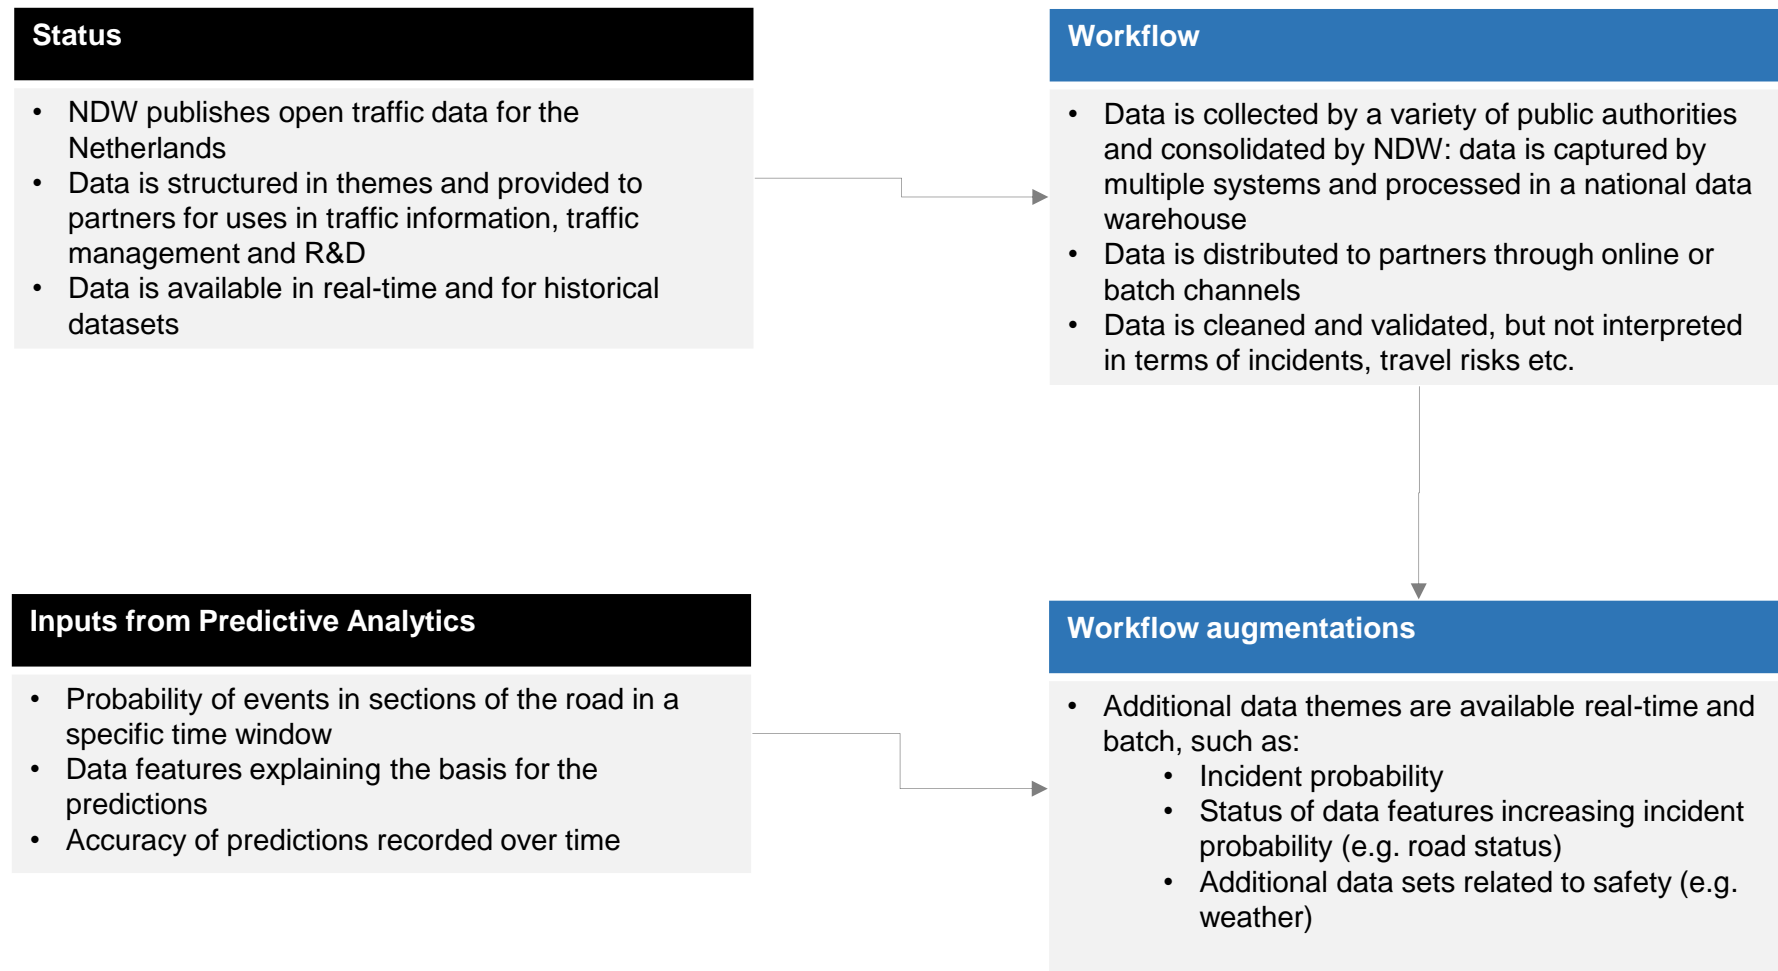 Status
• NDW publishes open traffic data for the
Netherlands
• Data is structured in themes and provided to
partners for uses in traffic information, traffic
management and R&D
• Data is available in real-time and for historical
datasets
Workflow
• Data is collected by a variety of public authorities
and consolidated by NDW: data is captured by
multiple systems and processed in a national data
warehouse
• Data is distributed to partners through online or
batch channels
• Data is cleaned and validated, but not interpreted
in terms of incidents, travel risks etc.
Inputs from Predictive Analytics
• Probability of events in sections of the road in a
specific time window
• Data features explaining the basis for the
predictions
• Accuracy of predictions recorded over time
Workflow augmentations
• Additional data themes are available real-time and
batch, such as:
• Incident probability
• Status of data features increasing incident
probability (e.g. road status)
• Additional data sets related to safety (e.g.
weather)